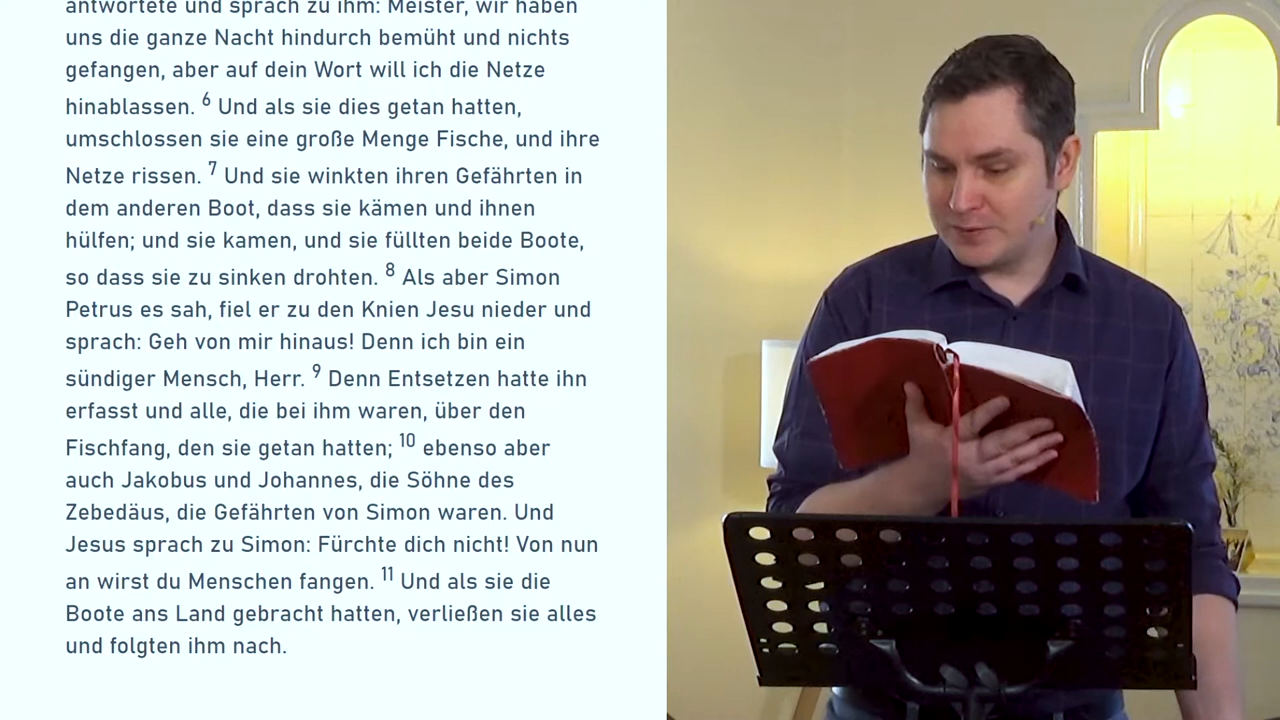 antwortete und sprach zu ihm: Meister, wir haben
uns die ganze Nacht hindurch bemüht und nichts
gefangen, aber auf dein Wort will ich die Netze
hinablassen. 6 Und als sie dies getan hatten,
umschlossen sie eine große Menge Fische, und ihre
Netze rissen. 7 Und sie winkten ihren Gefährten in
dem anderen Boot, dass sie kämen und ihnen
hülfen; und sie kamen, und sie füllten beide Boote,
so dass sie zu sinken drohten. 8 Als aber Simon
Petrus es sah, fiel er zu den Knien Jesu nieder und
sprach: Geh von mir hinaus! Denn ich bin ein
sündiger Mensch, Herr. 9 Denn Entsetzen hatte ihn
erfasst und alle, die bei ihm waren, über den
Fischfang, den sie getan hatten; 10 ebenso aber
auch Jakobus und Johannes, die Söhne des
Zebedäus, die Gefährten von Simon waren. Und
Jesus sprach zu Simon: Fürchte dich nicht! Von nun
an wirst du Menschen fangen. 11 Und als sie die
Boote ans Land gebracht hatten, verließen sie alles
und folgten ihm nach.